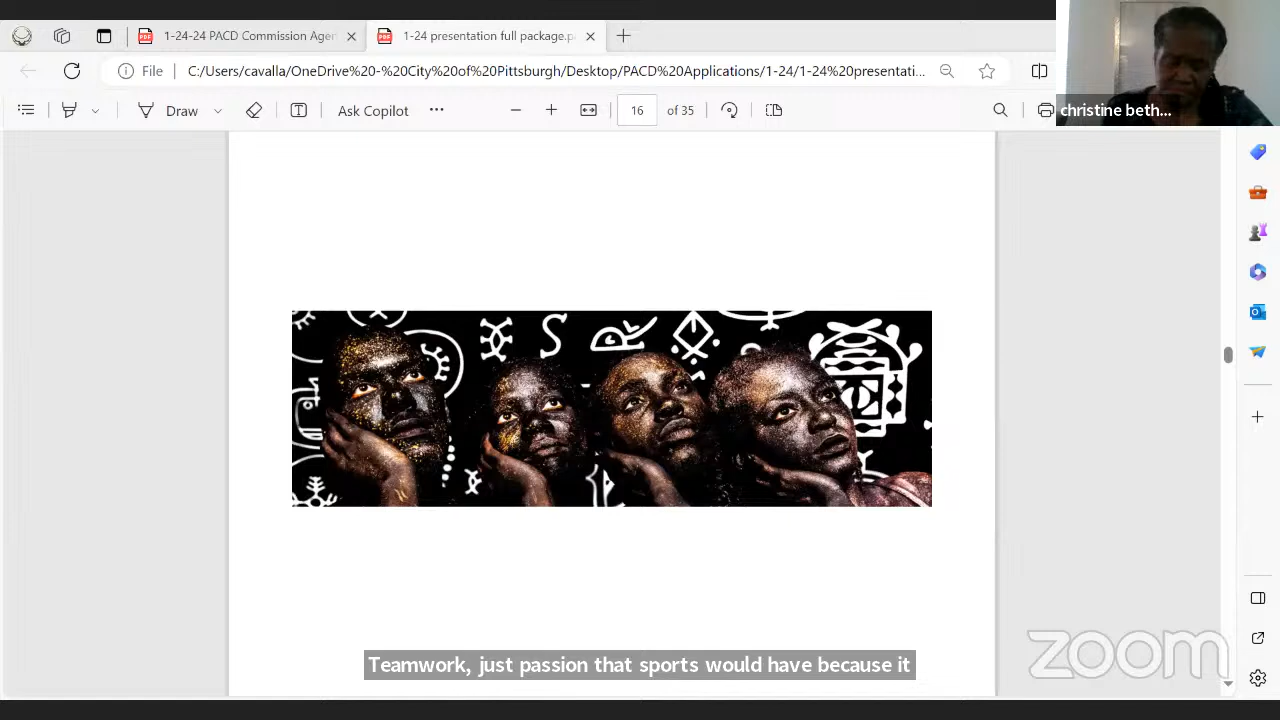 1-24-24 PACD Commission Agen
1-24 presentation full package.p
File
C:/Users/cavalla/OneDrive%20-%20City%20of%20Pittsburgh/Desktop/PACD%20Applications/1-24/1-24%20presentati...
Draw
Ask Copilot
16 of 35
christine beth...
Teamwork, just passion that sports would have because it
zoom